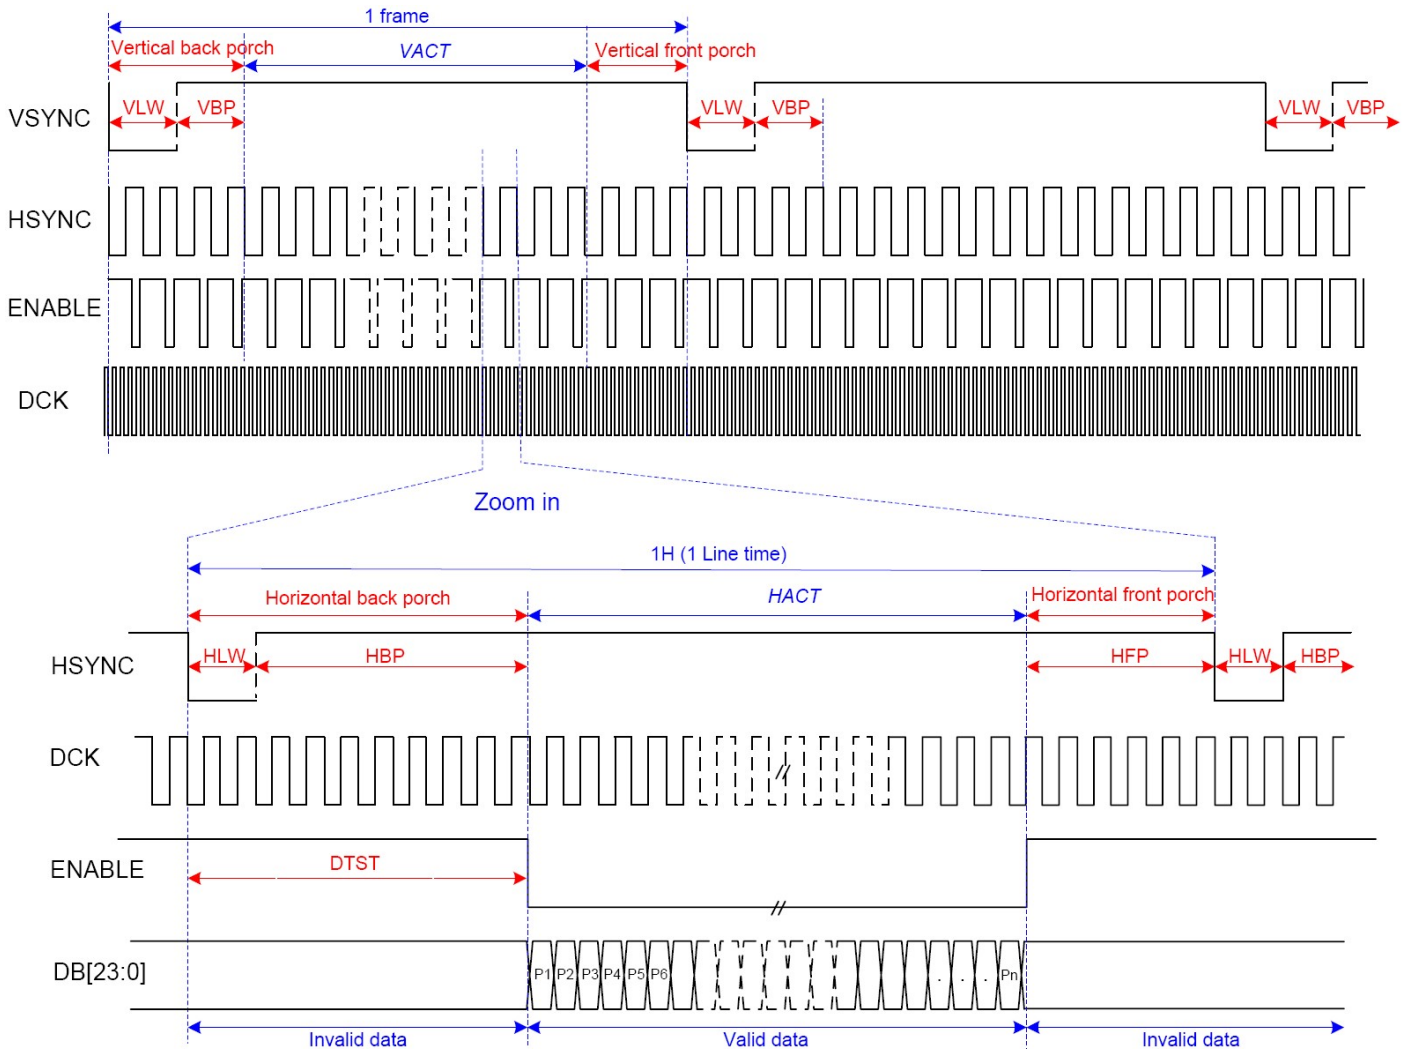 1 frame
Vertical back porch
VACT
Vertical front porch
VSYNC
VLW
VBP
VLW
VBP
VLW
VBP
HSYNC
ENABLE
DCK
Zoom in
1H (1 Line time)
Horizontal back porch
HACT
Horizontal front porch
HSYNC
HLW
HBP
HFP
HLW
HBP
DCK
//
ENABLE
DTST
//
DB[23:0]
P1 P2 P3 P4 P5 P6 . . . Pn
Invalid data
Valid data
Invalid data